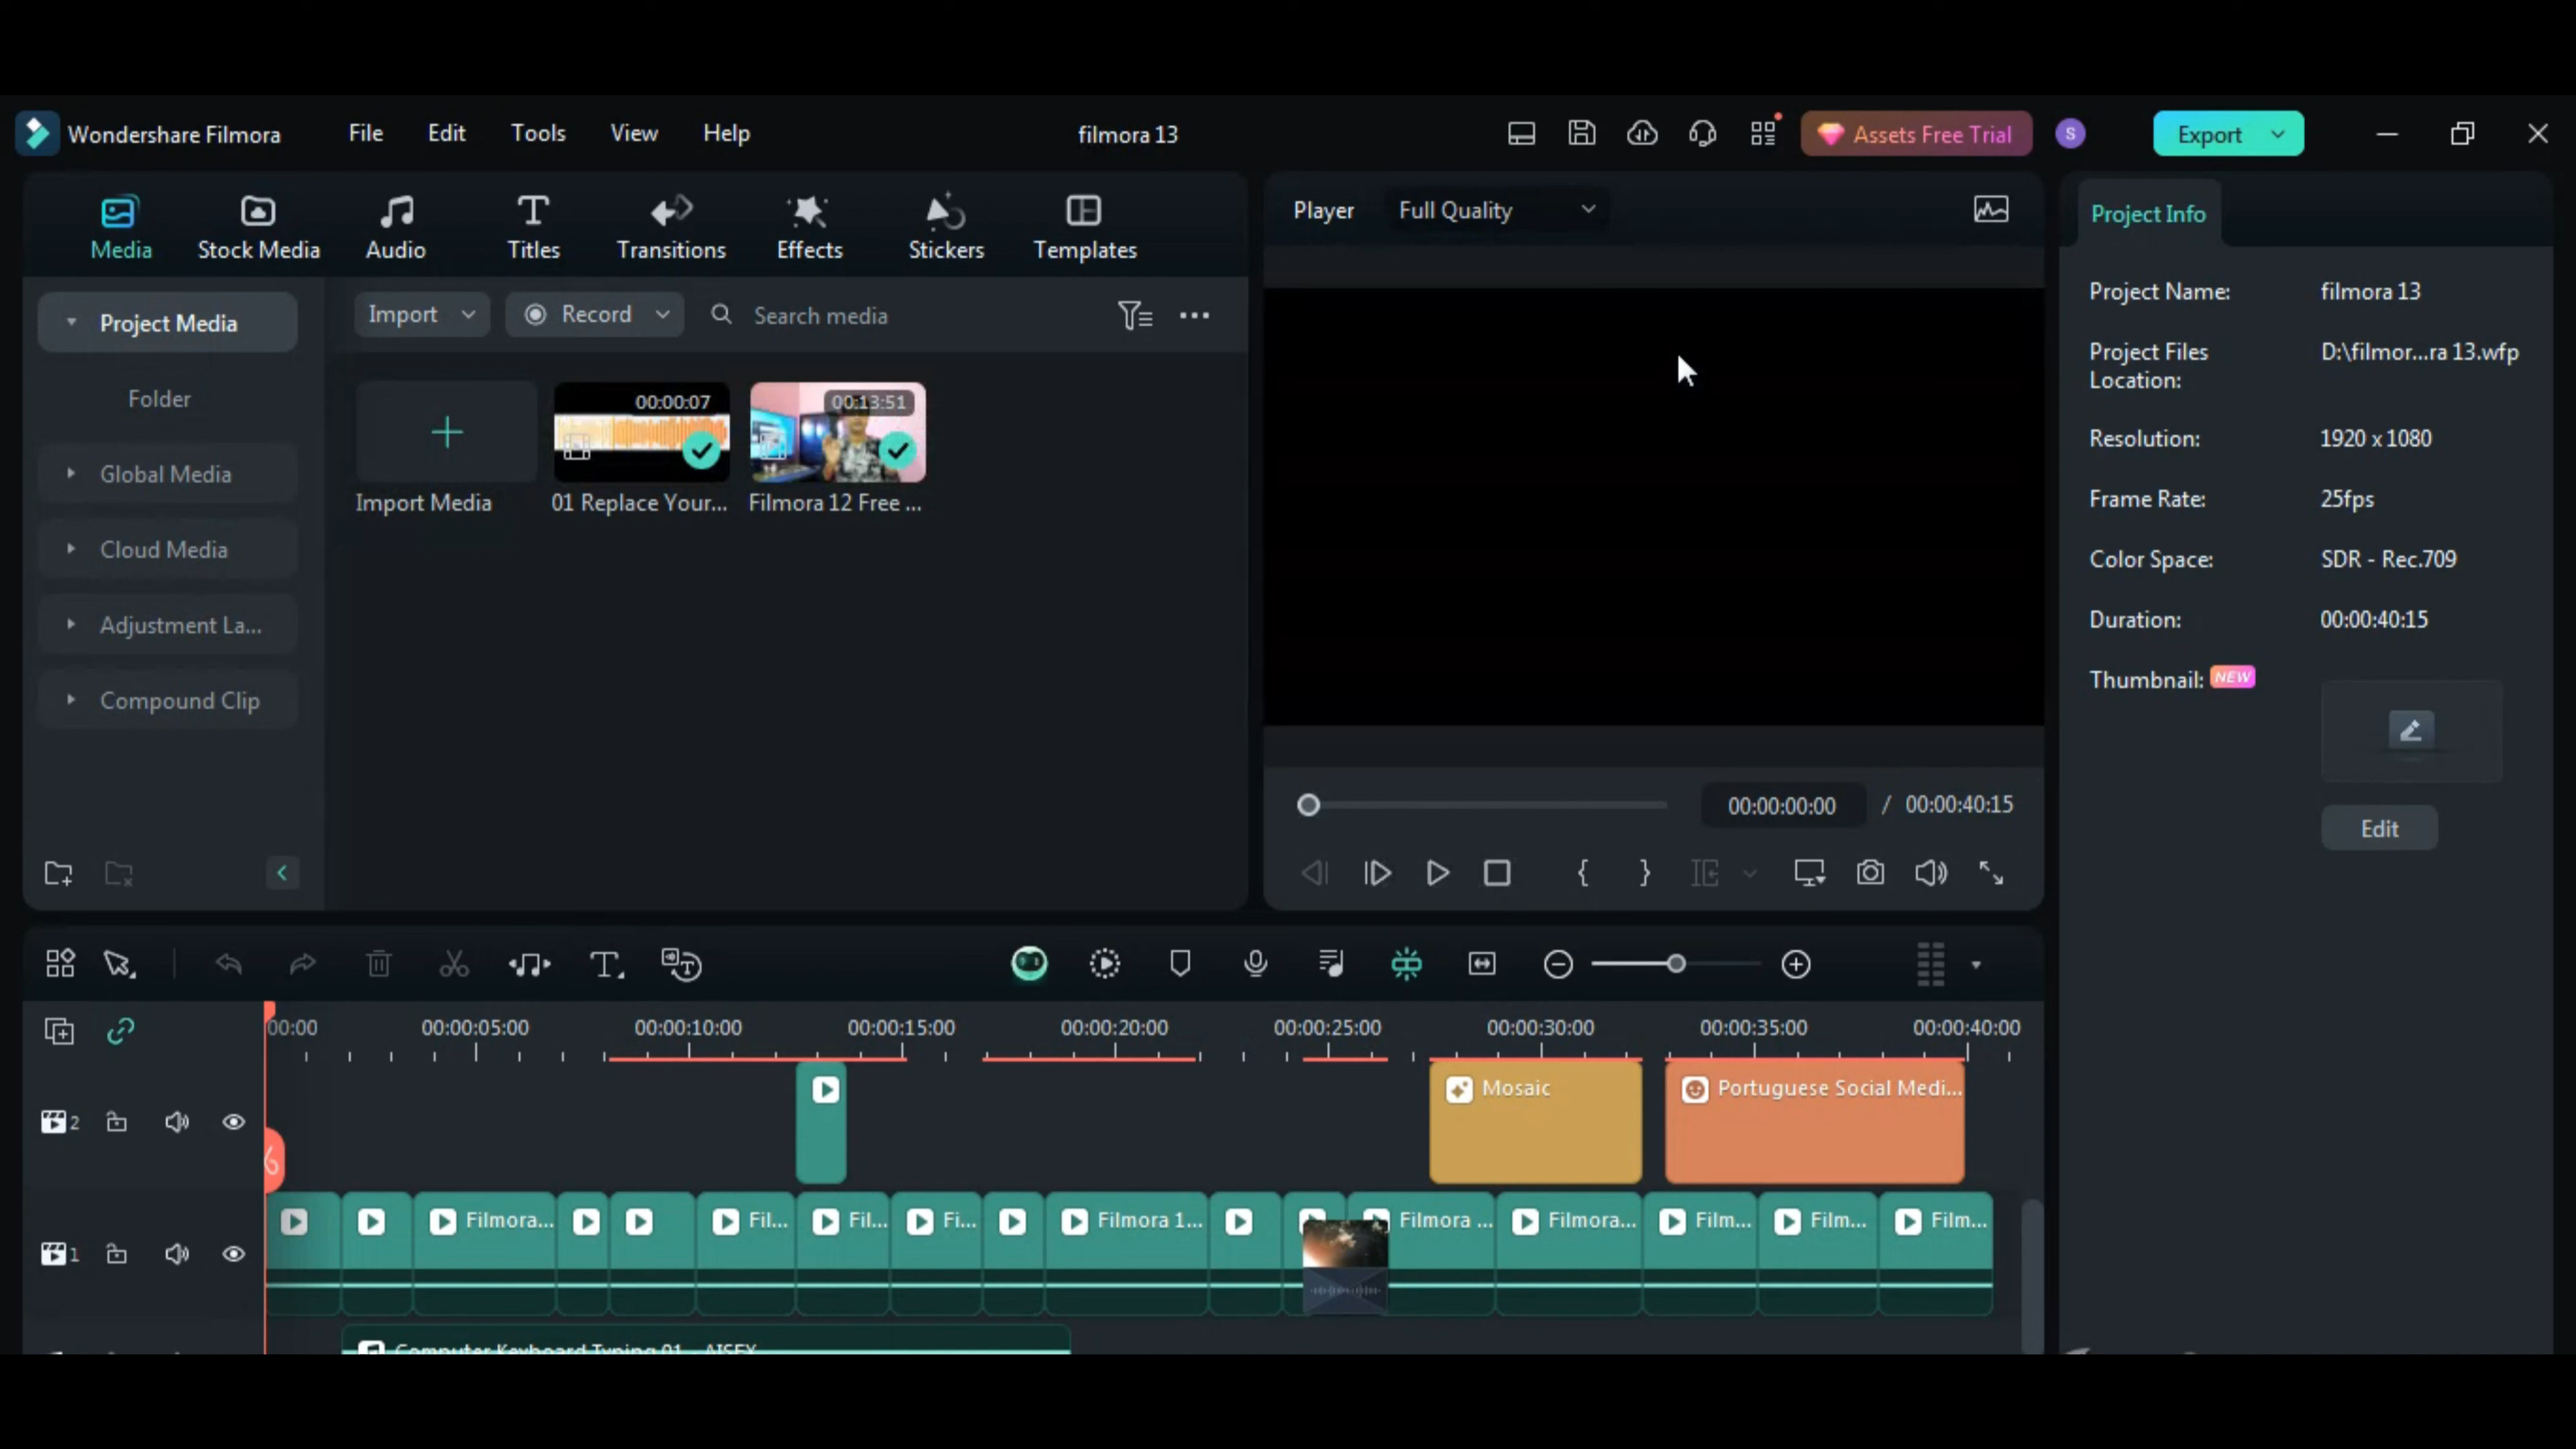 Wondershare Filmora File Edit Tools View Help filmora 13 Assets Free Trial S Export
Media Stock Media Audio Titles Transitions Effects Stickers Templates
Player Full Quality
Project Info
Project Media
Import Record Search media
Folder
Global Media
Cloud Media
Adjustment La...
Compound Clip
00:00:07
00:13:51
Import Media 01 Replace Your... Filmora 12 Free ...
Project Name: filmora 13
Project Files Location: D:\filmor...ra 13.wfp
Resolution: 1920 x 1080
Frame Rate: 25fps
Color Space: SDR - Rec.709
Duration: 00:00:40:15
Thumbnail: NEW
Edit
00:00:00:00 / 00:00:40:15
00:00 00:00:05:00 00:00:10:00 00:00:15:00 00:00:20:00 00:00:25:00 00:00:30:00 00:00:35:00 00:00:40:00
2 Mosaic Portuguese Social Medi...
1 Filmora... Fil... Fil... Fi... Filmora 1... Filmora ... Filmora... Film... Film... Film...
Computer Keyboard Typing 01 - AISFX